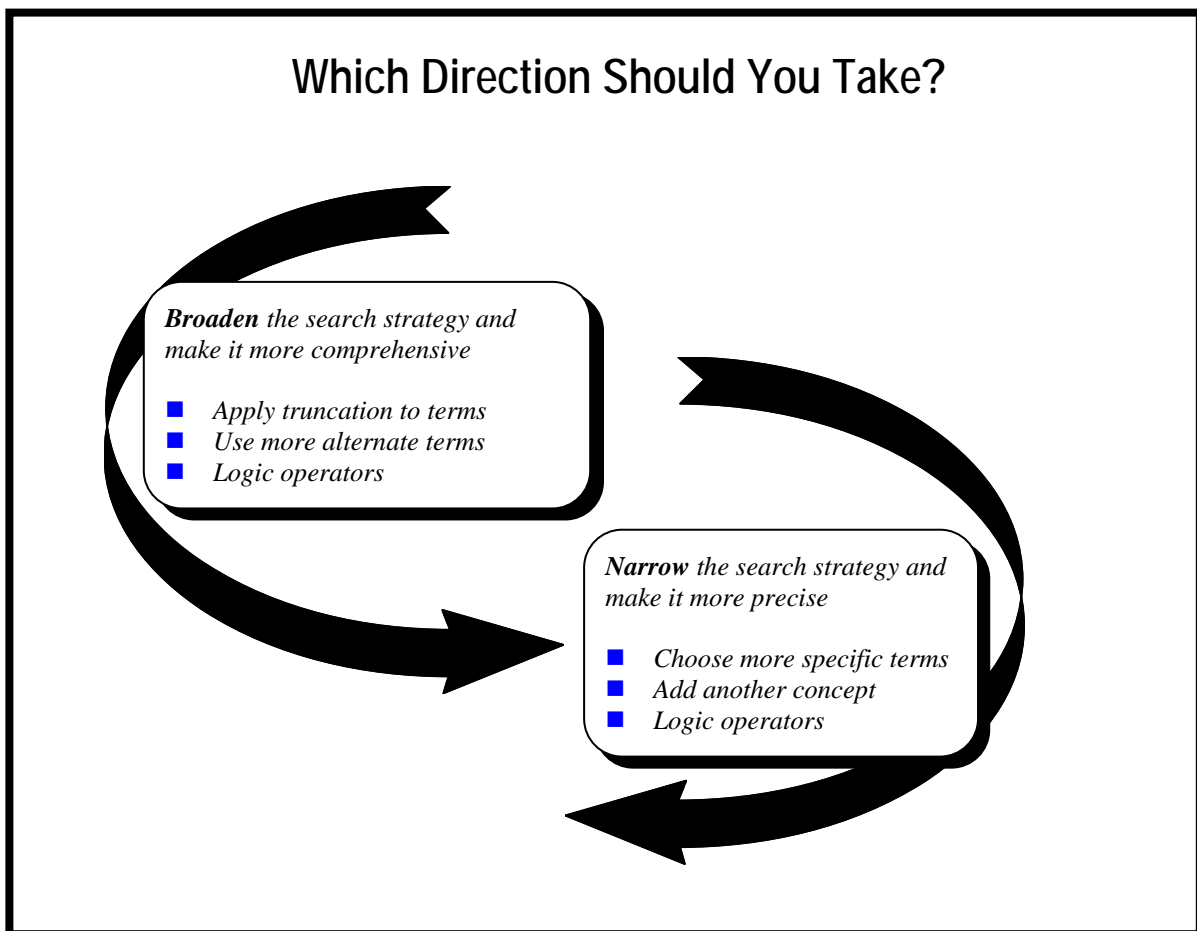 Which Direction Should You Take?
Broaden the search strategy and
make it more comprehensive
■ Apply truncation to terms
■ Use more alternate terms
■ Logic operators
Narrow the search strategy and
make it more precise
■ Choose more specific terms
■ Add another concept
■ Logic operators